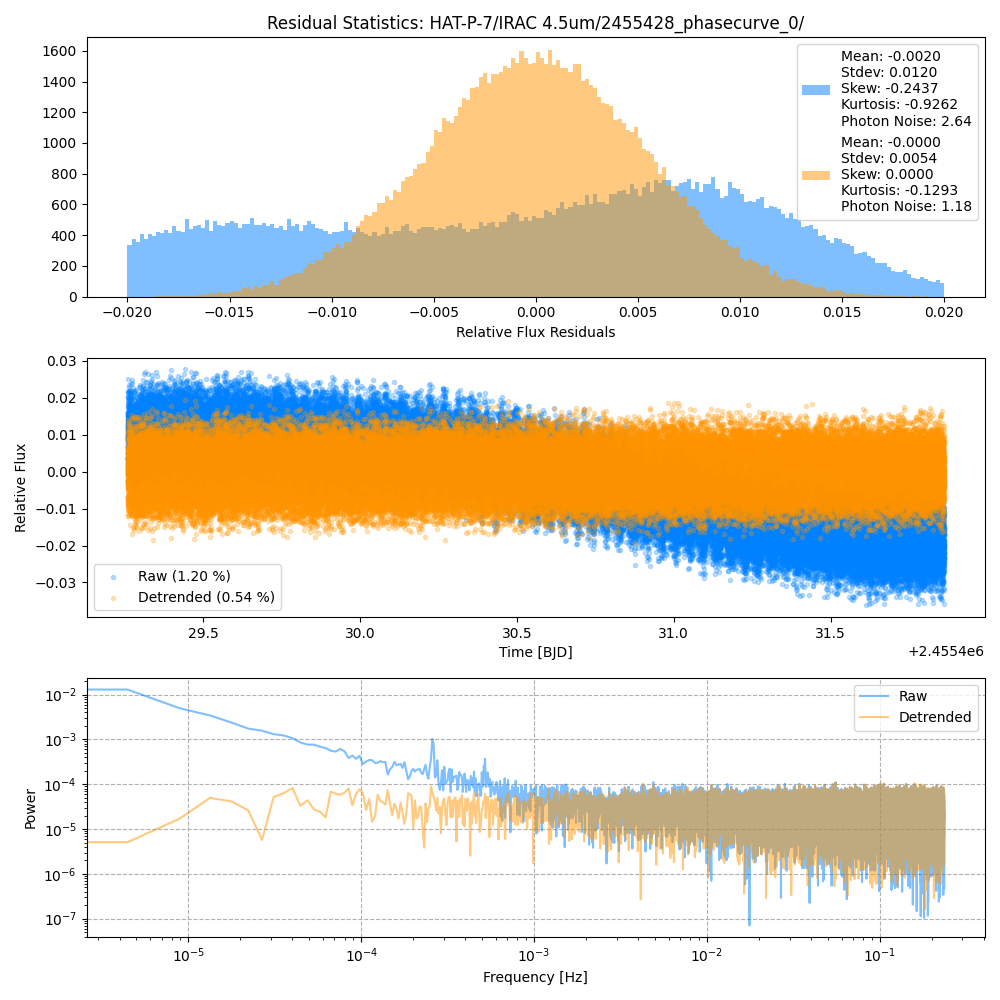 Residual Statistics: HAT-P-7/IRAC 4.5um/2455428_phasecurve_0/
1600
1400
1200
1000
800
600
400
200
0
Mean: -0.0020
Stdev: 0.0120
Skew: -0.2437
Kurtosis: -0.9262
Photon Noise: 2.64
Mean: -0.0000
Stdev: 0.0054
Skew: 0.0000
Kurtosis: -0.1293
Photon Noise: 1.18
−0.020 −0.015 −0.010 −0.005 0.000 0.005 0.010 0.015 0.020
Relative Flux Residuals
0.03
0.02
0.01
0.00
−0.01
−0.02
−0.03
Relative Flux
Raw (1.20 %)
Detrended (0.54 %)
29.5 30.0 30.5 31.0 31.5
Time [BJD]
+2.4554e6
10⁻²
10⁻³
10⁻⁴
10⁻⁵
10⁻⁶
10⁻⁷
Power
Raw
Detrended
10⁻⁵ 10⁻⁴ 10⁻³ 10⁻² 10⁻¹
Frequency [Hz]